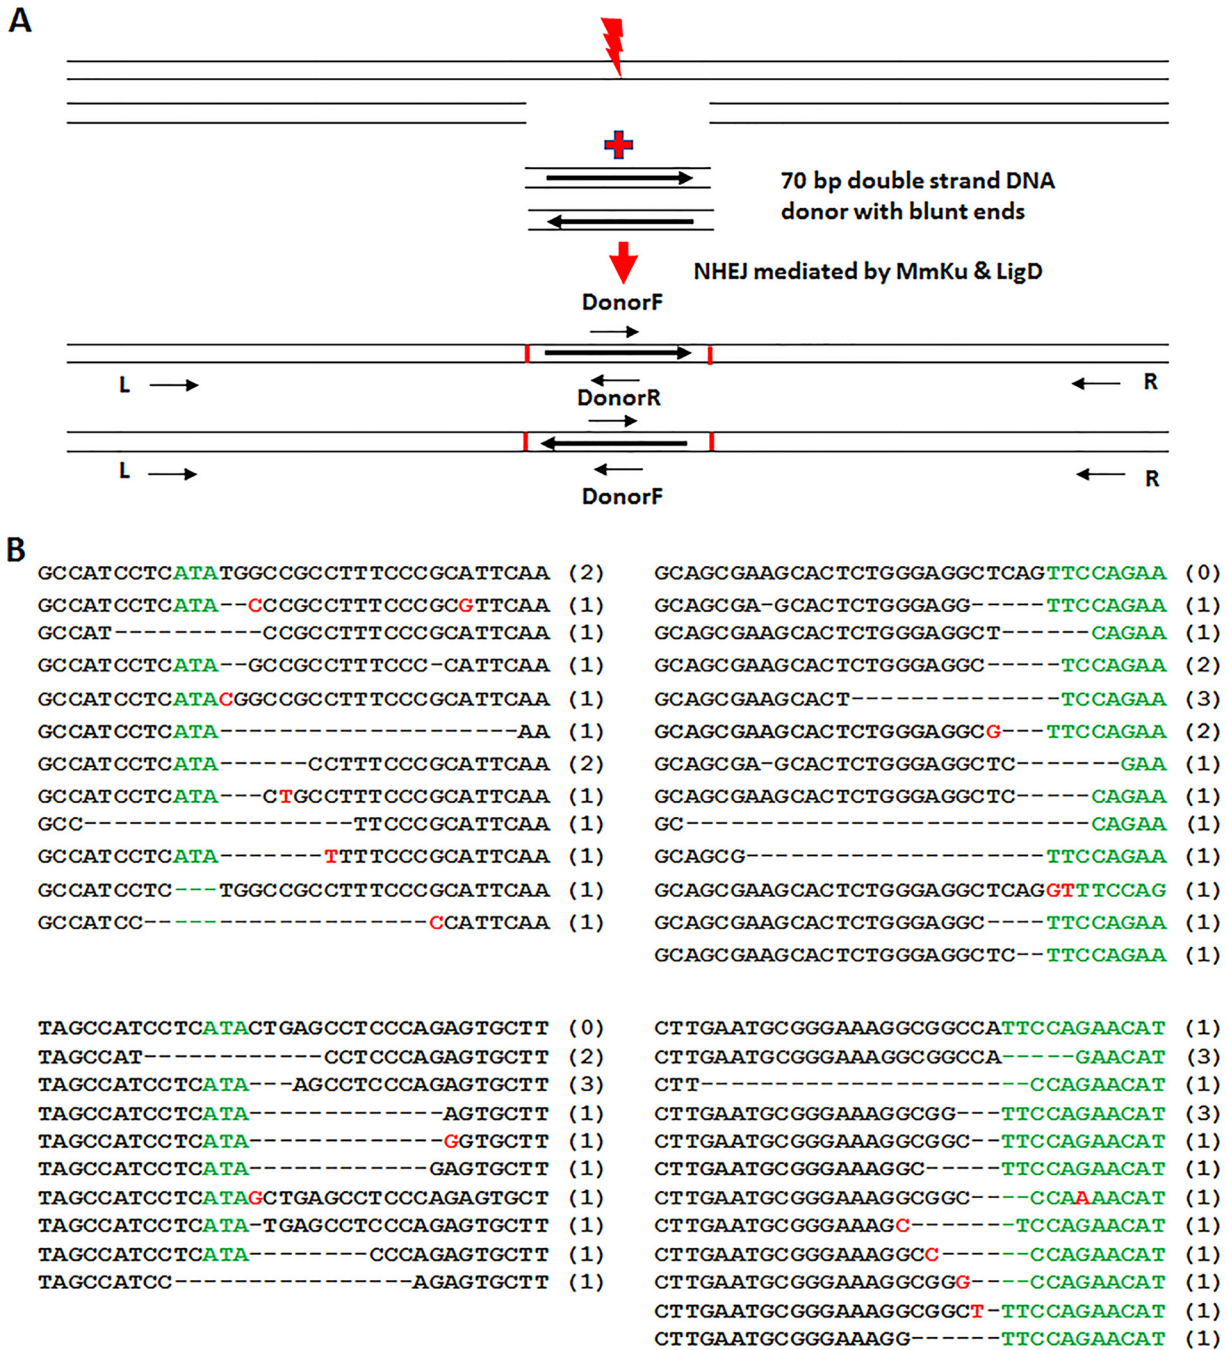 A
70 bp double strand DNA
donor with blunt ends
NHEJ mediated by MmKu & LigD
DonorF
L
R
DonorR
L
R
DonorF
B
GCCATCCTCATATGGCCGCCTTTCCCGCATTCAA (2)
GCCATCCTCATA--CCCGCCTTTCCCGCGTTCAA (1)
GCCAT----------CCGCCTTTCCCGCATTCAA (1)
GCCATCCTCATA--GCCGCCTTTCCC-CATTCAA (1)
GCCATCCTCATACGGCCGCCTTTCCCGCATTCAA (1)
GCCATCCTCATA--------------------AA (1)
GCCATCCTCATA------CCTTTCCCGCATTCAA (2)
GCCATCCTCATA---CTGCCTTTCCCGCATTCAA (1)
GCC------------------TTCCCGCATTCAA (1)
GCCATCCTCATA-------TTTTCCCGCATTCAA (1)
GCCATCCTC---TGGCCGCCTTTCCCGCATTCAA (1)
GCCATCC-------------------CCATTCAA (1)
GCAGCGAAGCACTCTGGGAGGCTCAGTTCCAGAA (0)
GCAGCGA-GCACTCTGGGAGG-----TTCCAGAA (1)
GCAGCGAAGCACTCTGGGAGGCT------CAGAA (1)
GCAGCGAAGCACTCTGGGAGGC-----TCCAGAA (2)
GCAGCGAAGCACT--------------TCCAGAA (3)
GCAGCGAAGCACTCTGGGAGGCG---TTCCAGAA (2)
GCAGCGA-GCACTCTGGGAGGCTC-------GAA (1)
GCAGCGAAGCACTCTGGGAGGCTC-----CAGAA (1)
GC---------------------------CAGAA (1)
GCAGCG--------------------TTCCAGAA (1)
GCAGCGAAGCACTCTGGGAGGCTCAGGTTTCCAG (1)
GCAGCGAAGCACTCTGGGAGGC----TTCCAGAA (1)
GCAGCGAAGCACTCTGGGAGGCTC--TTCCAGAA (1)
TAGCCATCCTCATACTGAGCCTCCCAGAGTGCTT (0)
TAGCCAT------------CCTCCCAGAGTGCTT (2)
TAGCCATCCTCATA---AGCCTCCCAGAGTGCTT (3)
TAGCCATCCTCATA-------------AGTGCTT (1)
TAGCCATCCTCATA-------------GGTGCTT (1)
TAGCCATCCTCATA------------GAGTGCTT (1)
TAGCCATCCTCATAGCTGAGCCTCCCAGAGTGCT (1)
TAGCCATCCTCATA-TGAGCCTCCCAGAGTGCTT (1)
TAGCCATCCTCATA--------CCCAGAGTGCTT (1)
TAGCCATCC----------------AGAGTGCTT (1)
CTTGAATGCGGGAAAGGCGGCCATTCCAGAACAT (1)
CTTGAATGCGGGAAAGGCGGCCA-----GAACAT (3)
CTT----------------------CCAGAACAT (1)
CTTGAATGCGGGAAAGGCGG---TTCCAGAACAT (3)
CTTGAATGCGGGAAAGGCGGC--TTCCAGAACAT (1)
CTTGAATGCGGGAAAGGC-----TTCCAGAACAT (1)
CTTGAATGCGGGAAAGGCGGC----CCAAAACAT (1)
CTTGAATGCGGGAAAGC-------TCCAGAACAT (1)
CTTGAATGCGGGAAAGGCC------CCAGAACAT (1)
CTTGAATGCGGGAAAGGCGGG----CCAGAACAT (1)
CTTGAATGCGGGAAAGGCGGCT-TTCCAGAACAT (1)
CTTGAATGCGGGAAAGG------TTCCAGAACAT (1)